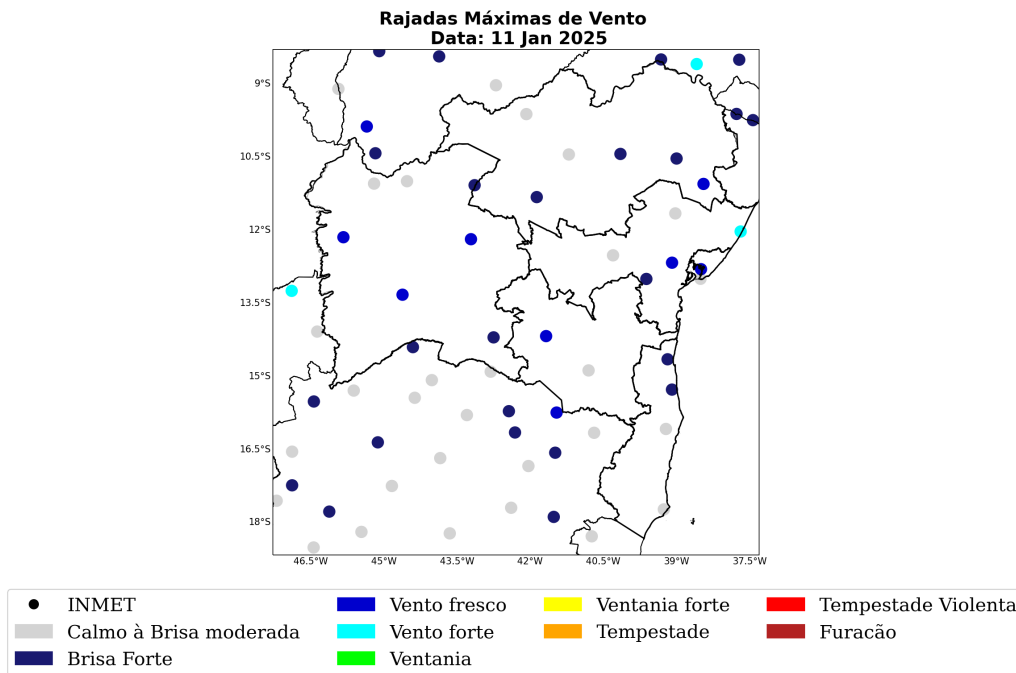 Rajadas Máximas de Vento
Data: 11 Jan 2025
9°S
10.5°S
12°S
13.5°S
15°S
16.5°S
18°S
46.5°W 45°W 43.5°W 42°W 40.5°W 39°W 37.5°W
INMET
Calmo à Brisa moderada
Brisa Forte
Vento fresco
Vento forte
Ventania
Ventania forte
Tempestade
Tempestade Violenta
Furacão